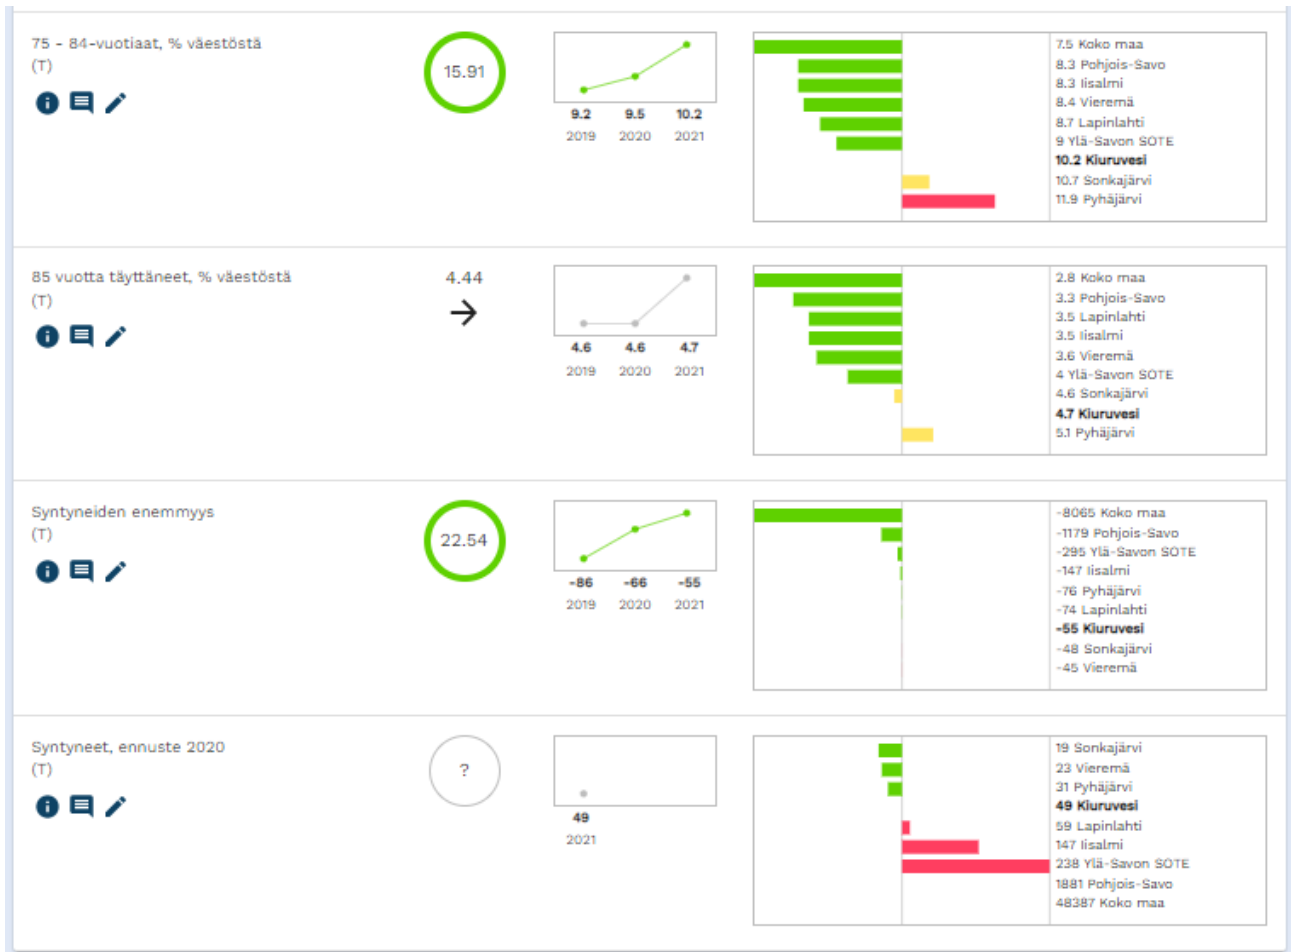 75 - 84-vuotiaat, % väestöstä
(T)
15.91
9.2 9.5 10.2
2019 2020 2021
7.5 Koko maa
8.3 Pohjois-Savo
8.3 Iisalmi
8.4 Vieremä
8.7 Lapinlahti
9 Ylä-Savon SOTE
10.2 Kiuruvesi
10.7 Sonkajärvi
11.9 Pyhäjärvi
85 vuotta täyttäneet, % väestöstä
(T)
4.44
4.6 4.6 4.7
2019 2020 2021
2.8 Koko maa
3.3 Pohjois-Savo
3.5 Lapinlahti
3.5 Iisalmi
3.6 Vieremä
4 Ylä-Savon SOTE
4.6 Sonkajärvi
4.7 Kiuruvesi
5.1 Pyhäjärvi
Syntyneiden enemmyys
(T)
22.54
-86 -66 -55
2019 2020 2021
-8065 Koko maa
-1179 Pohjois-Savo
-295 Ylä-Savon SOTE
-147 Iisalmi
-76 Pyhäjärvi
-74 Lapinlahti
-55 Kiuruvesi
-48 Sonkajärvi
-45 Vieremä
Syntyneet, ennuste 2020
(T)
?
49
2021
19 Sonkajärvi
23 Vieremä
31 Pyhäjärvi
49 Kiuruvesi
59 Lapinlahti
147 Iisalmi
238 Ylä-Savon SOTE
1881 Pohjois-Savo
48387 Koko maa